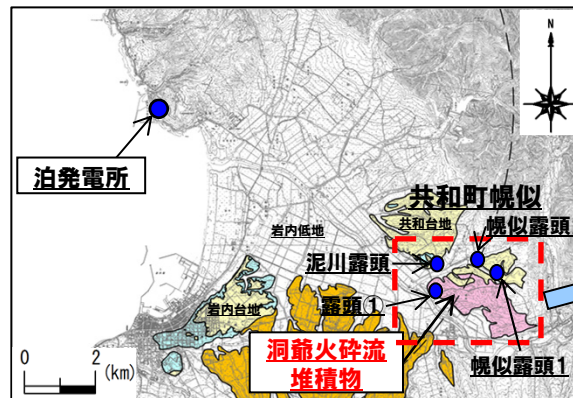 N
泊発電所
共和町幌似
共和台地
幌似露頭
岩内低地
泥川露頭
露頭①
岩内台地
洞爺火砕流
堆積物
幌似露頭1
0 2
(km)